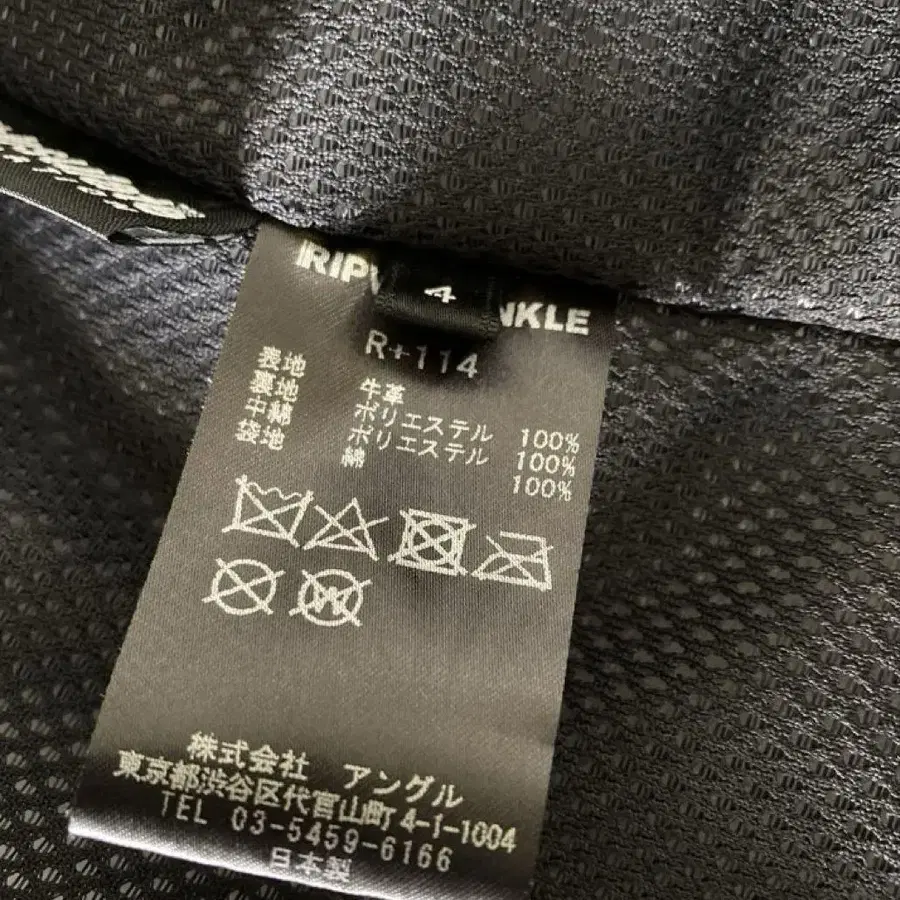 4
R+114
表地 牛革
裏地 ポリエステル 100%
中綿 ポリエステル 100%
袋地 綿 100%
株式会社 アングル
東京都渋谷区代官山町4-1-1004
TEL 03-5459-6166
日本製